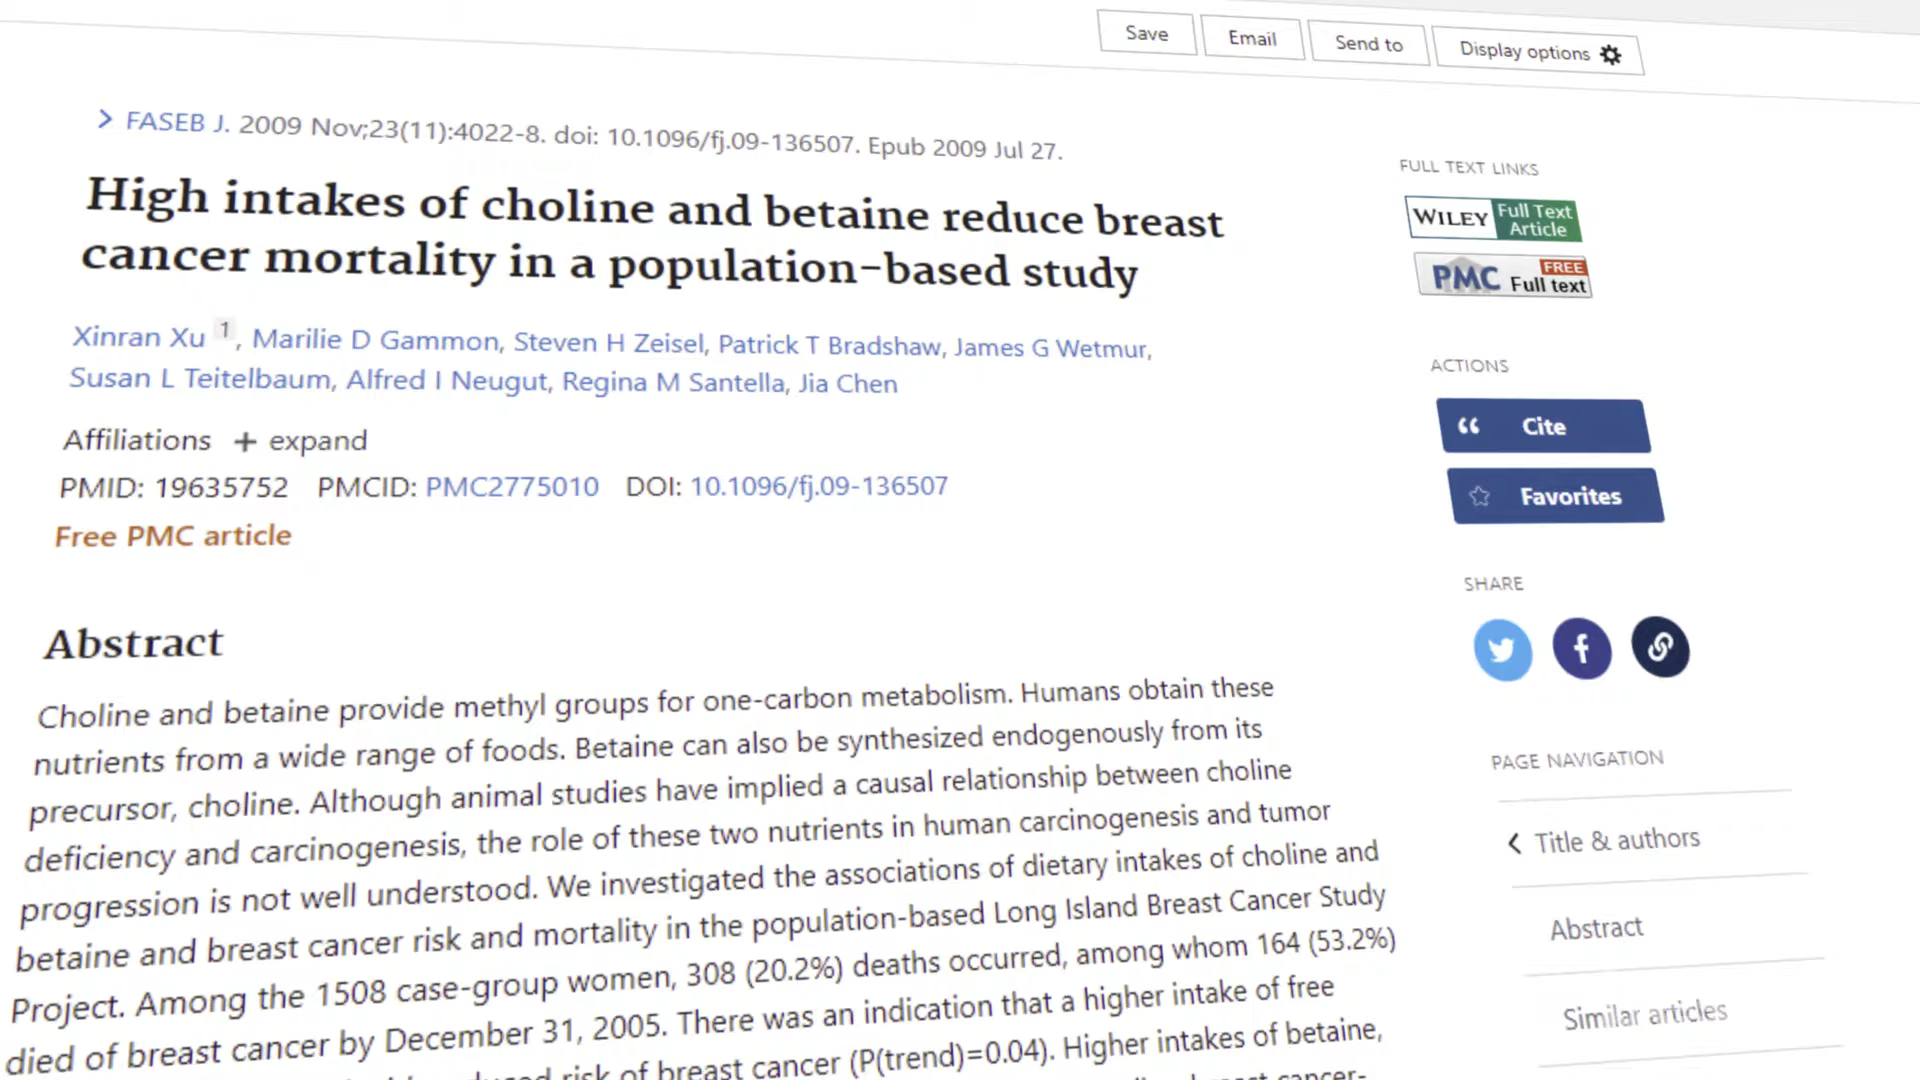 Save
Email
Send to
Display options
FASEB J. 2009 Nov;23(11):4022-8. doi: 10.1096/fj.09-136507. Epub 2009 Jul 27.
High intakes of choline and betaine reduce breast
cancer mortality in a population-based study
Xinran Xu 1, Marilie D Gammon, Steven H Zeisel, Patrick T Bradshaw, James G Wetmur,
Susan L Teitelbaum, Alfred I Neugut, Regina M Santella, Jia Chen
Affiliations + expand
PMID: 19635752 PMCID: PMC2775010 DOI: 10.1096/fj.09-136507
Free PMC article
Abstract
Choline and betaine provide methyl groups for one-carbon metabolism. Humans obtain these
nutrients from a wide range of foods. Betaine can also be synthesized endogenously from its
precursor, choline. Although animal studies have implied a causal relationship between choline
deficiency and carcinogenesis, the role of these two nutrients in human carcinogenesis and tumor
progression is not well understood. We investigated the associations of dietary intakes of choline and
betaine and breast cancer risk and mortality in the population-based Long Island Breast Cancer Study
Project. Among the 1508 case-group women, 308 (20.2%) deaths occurred, among whom 164 (53.2%)
died of breast cancer by December 31, 2005. There was an indication that a higher intake of free
risk of breast cancer (P(trend)=0.04). Higher intakes of betaine,
FULL TEXT LINKS
WILEY Full Text
Article
PMC FREE
Full text
ACTIONS
Cite
Favorites
SHARE
PAGE NAVIGATION
Title & authors
Abstract
Similar articles